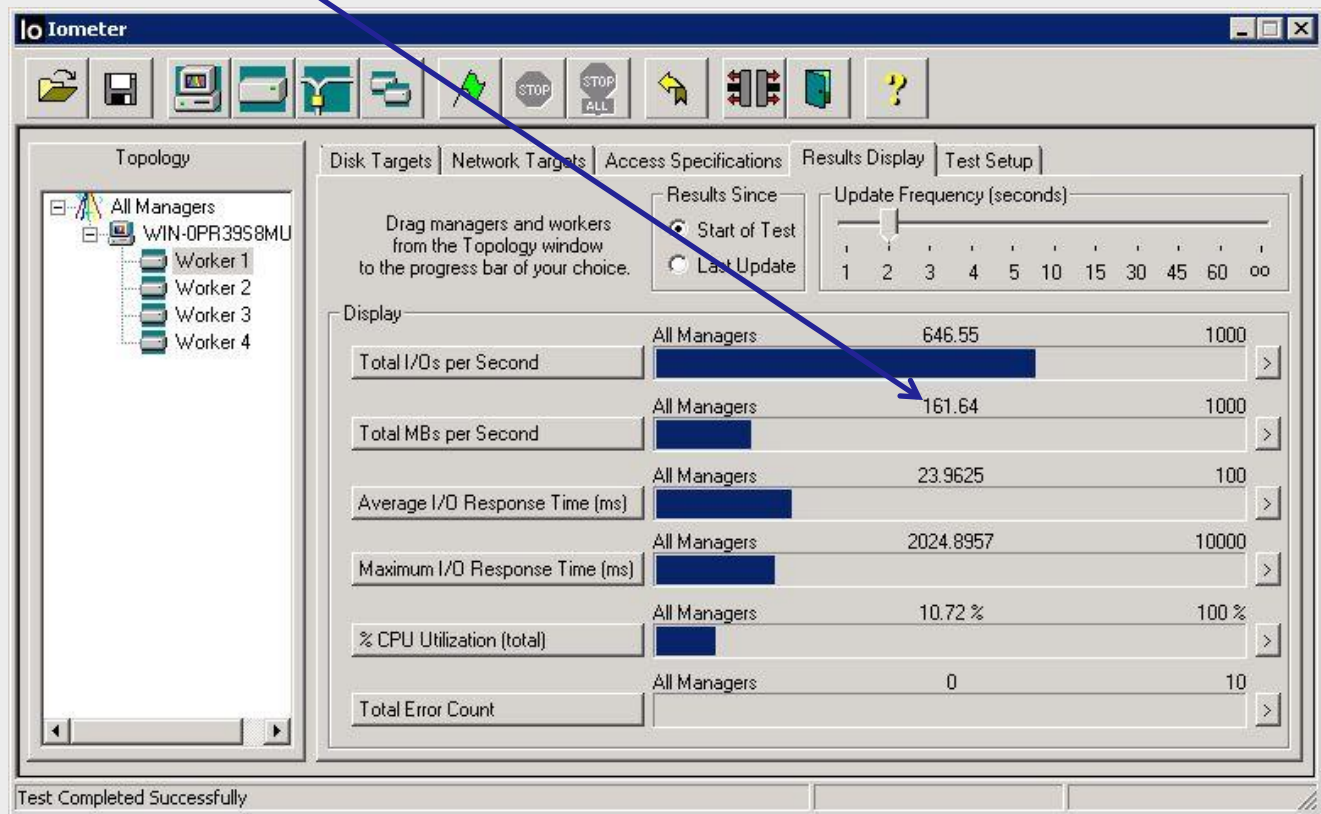 Io Iometer
STOP
STOP
ALL
?
Topology
All Managers
WIN-0PR39S8MU
Worker 1
Worker 2
Worker 3
Worker 4
Disk Targets
Network Targets
Access Specifications
Results Display
Test Setup
Drag managers and workers
from the Topology window
to the progress bar of your choice.
Results Since
Start of Test
Last Update
Update Frequency (seconds)
1 2 3 4 5 10 15 30 45 60 oo
Display
All Managers 646.55 1000
Total I/Os per Second >
All Managers 161.64 1000
Total MBs per Second >
All Managers 23.9625 100
Average I/O Response Time (ms) >
All Managers 2024.8957 10000
Maximum I/O Response Time (ms) >
All Managers 10.72 % 100 %
% CPU Utilization (total) >
All Managers 0 10
Total Error Count >
Test Completed Successfully